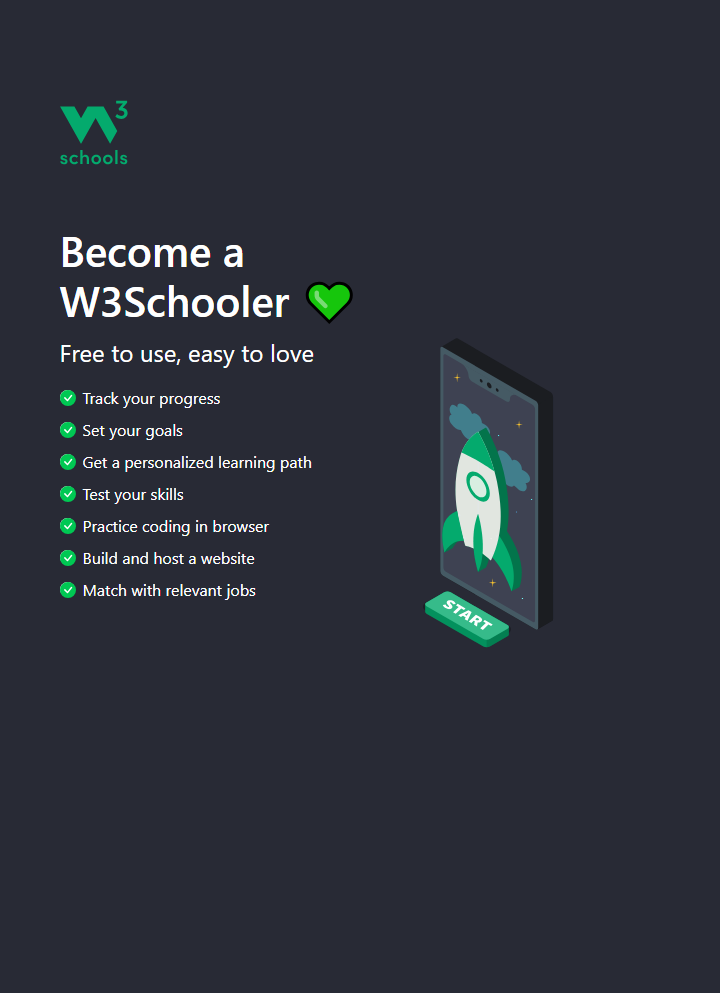 W3
schools
Become a
W3Schooler
Free to use, easy to love
Track your progress
Set your goals
Get a personalized learning path
Test your skills
Practice coding in browser
Build and host a website
Match with relevant jobs
START